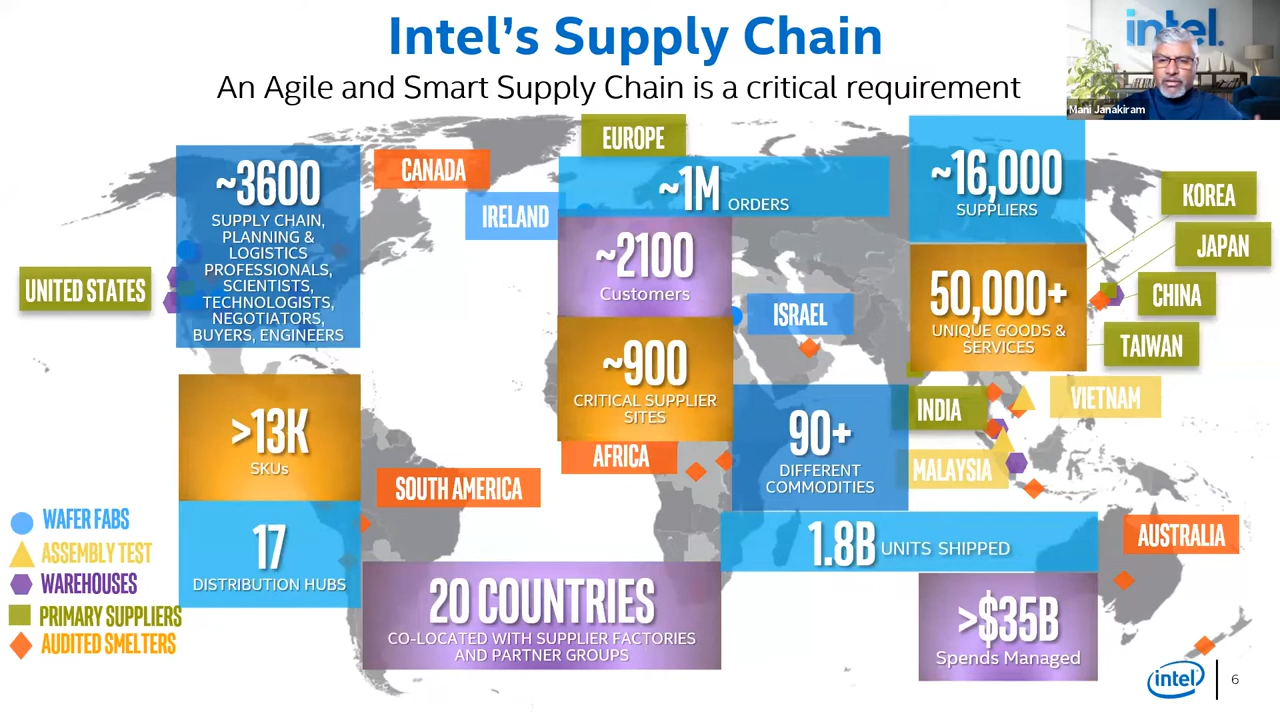 Intel's Supply Chain
An Agile and Smart Supply Chain is a critical requirement
intel.
Mani Janakiram
~3600
SUPPLY CHAIN,
PLANNING &
LOGISTICS
PROFESSIONALS,
SCIENTISTS,
TECHNOLOGISTS,
NEGOTIATORS,
BUYERS, ENGINEERS
CANADA
EUROPE
IRELAND
~1M ORDERS
~16,000
SUPPLIERS
KOREA
JAPAN
CHINA
TAIWAN
UNITED STATES
~2100
Customers
ISRAEL
50,000+
UNIQUE GOODS &
SERVICES
~900
CRITICAL SUPPLIER
SITES
>13K
SKUs
90+
DIFFERENT
COMMODITIES
INDIA
VIETNAM
MALAYSIA
AFRICA
SOUTH AMERICA
17
DISTRIBUTION HUBS
1.8B UNITS SHIPPED
AUSTRALIA
20 COUNTRIES
CO-LOCATED WITH SUPPLIER FACTORIES
AND PARTNER GROUPS
>$35B
Spends Managed
WAFER FABS
ASSEMBLY TEST
WAREHOUSES
PRIMARY SUPPLIERS
AUDITED SMELTERS
intel
6